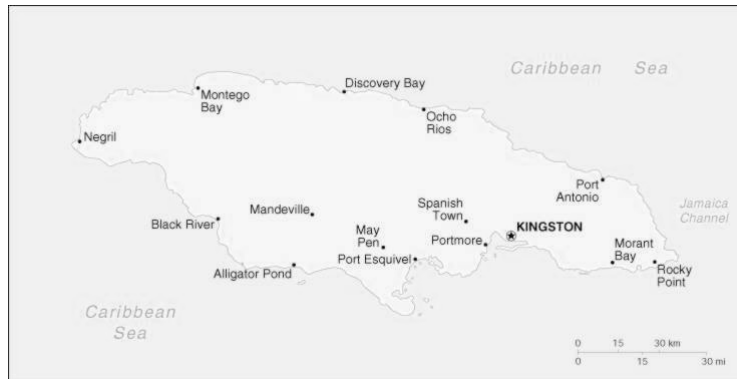 Caribbean Sea
Discovery Bay
Montego
Bay
Ocho
Rios
Negril
Port
Antonio
Jamaica
Channel
Mandeville
Spanish
Town
Black River
KINGSTON
May
Pen
Portmore
Morant
Bay
Port Esquivel
Alligator Pond
Rocky
Point
Caribbean
Sea
0 15 30 km
0 15 30 mi